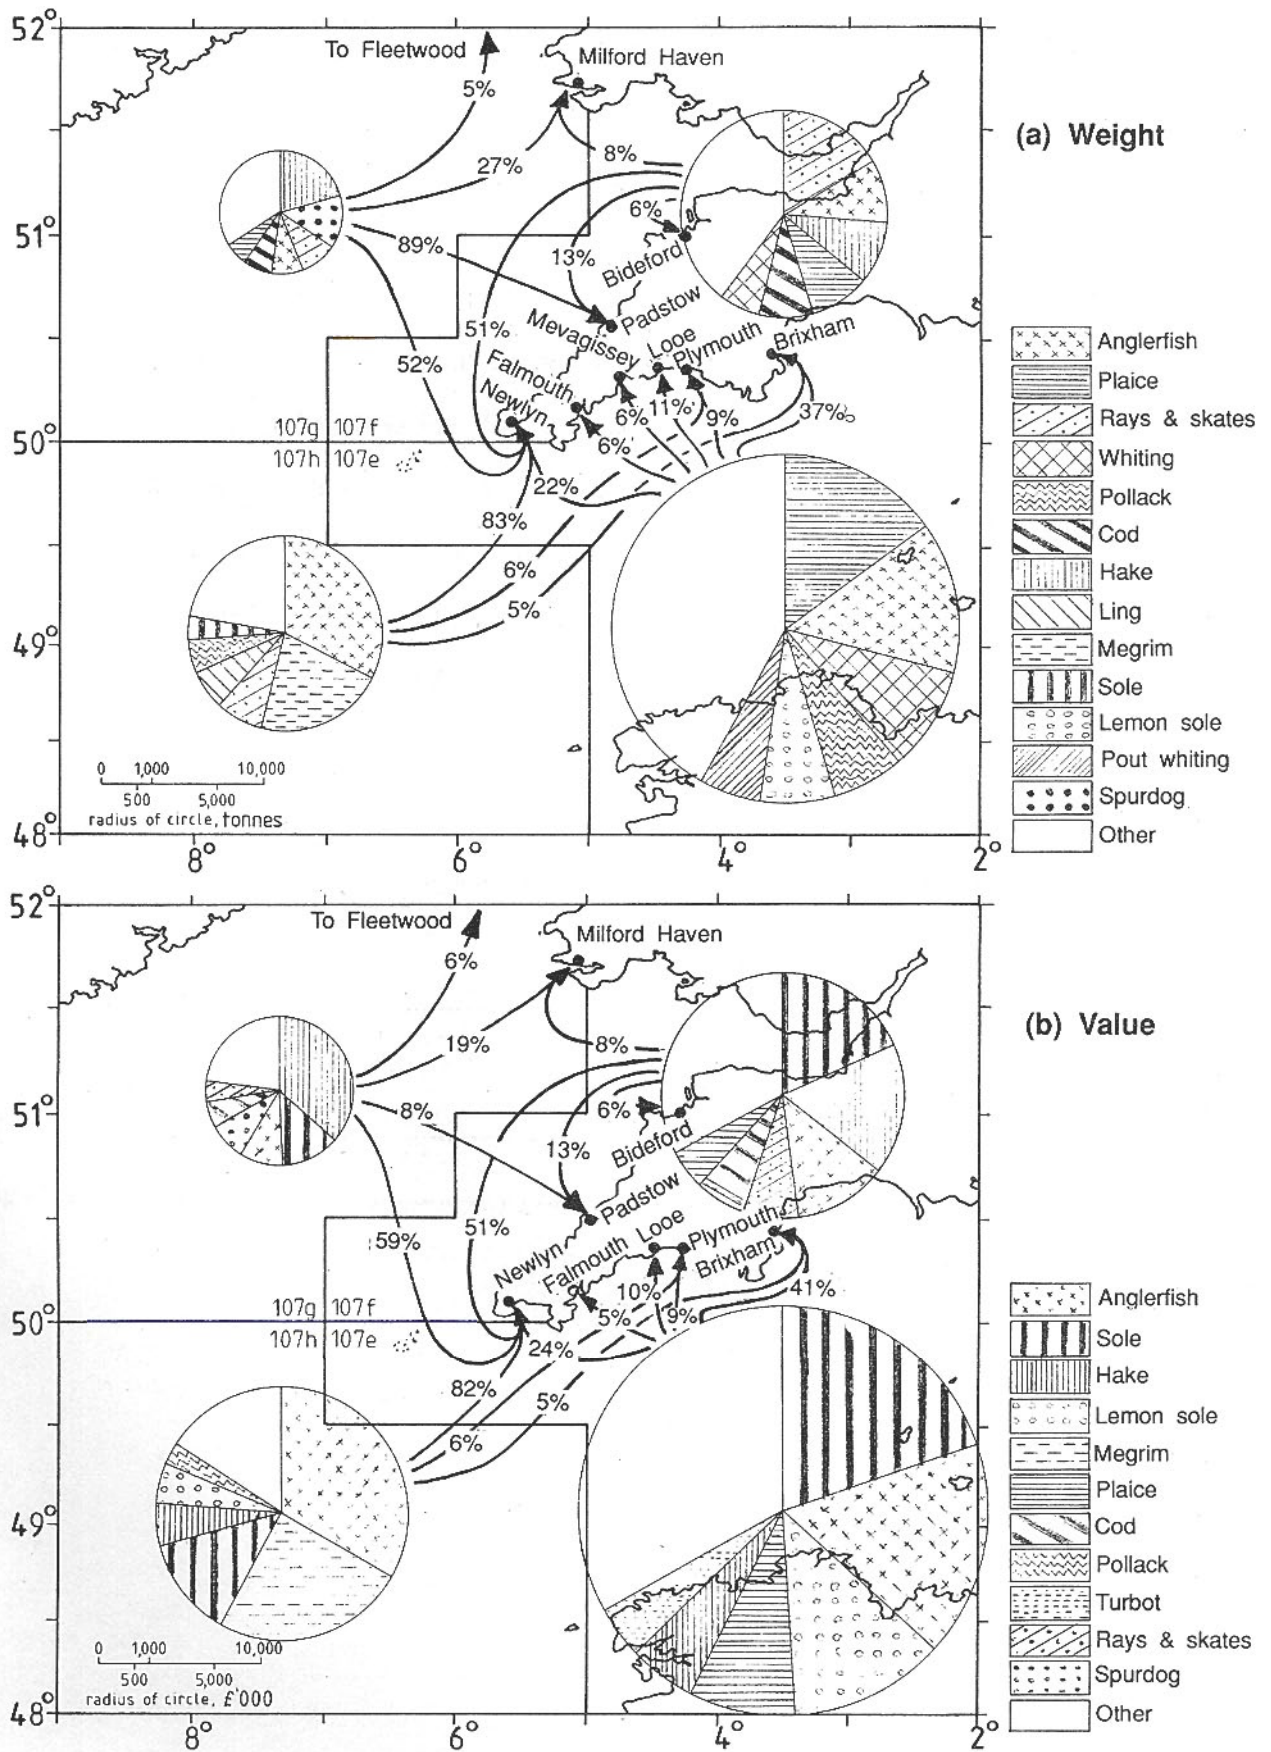 52°
To Fleetwood
Milford Haven
(a) Weight
5%
8%
27%
6%
51°
89%
13%
Bideford
Padstow
Mevagissey
Looe
Plymouth
Brixham
51%
Falmouth
52%
Newlyn
6%
11%
9%
37%
107g 107f
50°
107h 107e
6%
22%
83%
6%
5%
49°
0 1,000 10,000
500 5,000
radius of circle, tonnes
48°
8°
6°
4°
2°
Anglerfish
Plaice
Rays & skates
Whiting
Pollack
Cod
Hake
Ling
Megrim
Sole
Lemon sole
Pout whiting
Spurdog
Other
52°
To Fleetwood
Milford Haven
(b) Value
6%
19%
8%
51°
8%
6%
13%
Bideford
Padstow
59%
51%
Looe
Plymouth
Newlyn
Falmouth
Brixham
10%
41%
107g 107f
5%
9%
50°
107h 107e
24%
82%
5%
6%
49°
0 1,000 10,000
500 5,000
radius of circle, £'000
48°
8°
6°
4°
2°
Anglerfish
Sole
Hake
Lemon sole
Megrim
Plaice
Cod
Pollack
Turbot
Rays & skates
Spurdog
Other